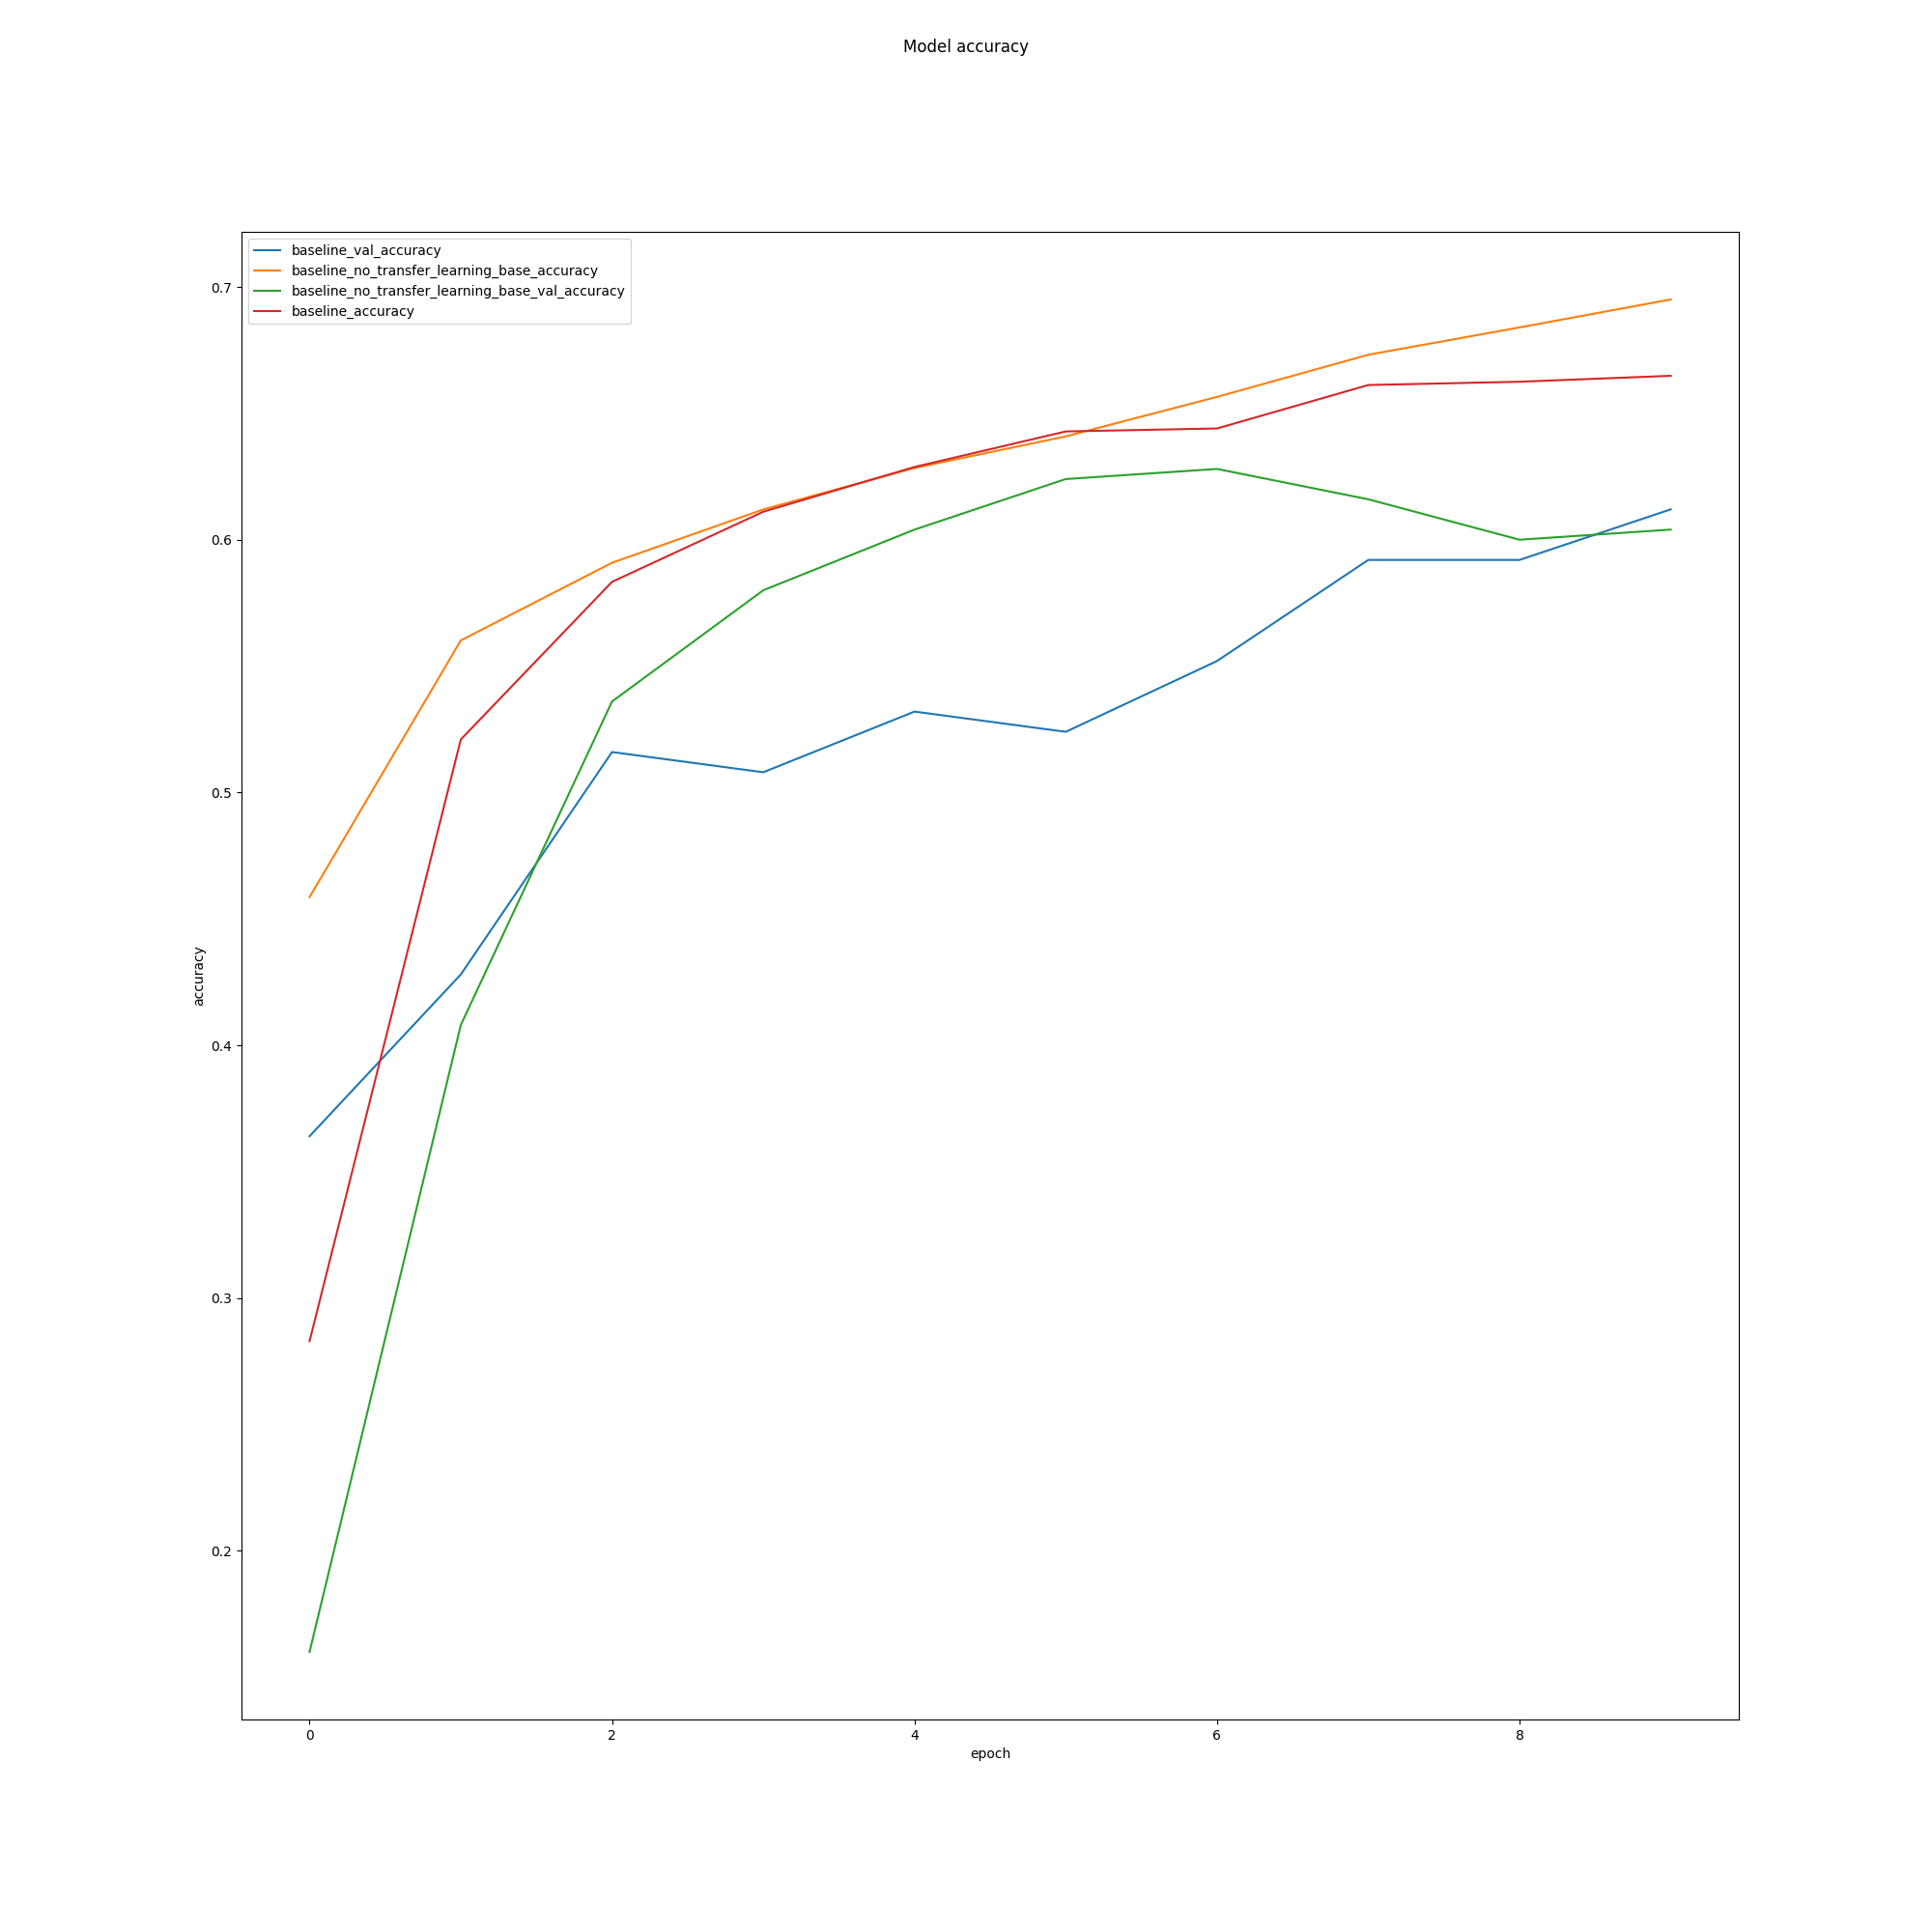 Model accuracy
baseline_val_accuracy
baseline_no_transfer_learning_base_accuracy
baseline_no_transfer_learning_base_val_accuracy
baseline_accuracy
0.7
0.6
0.5
0.4
0.3
0.2
accuracy
0 2 4 6 8
epoch